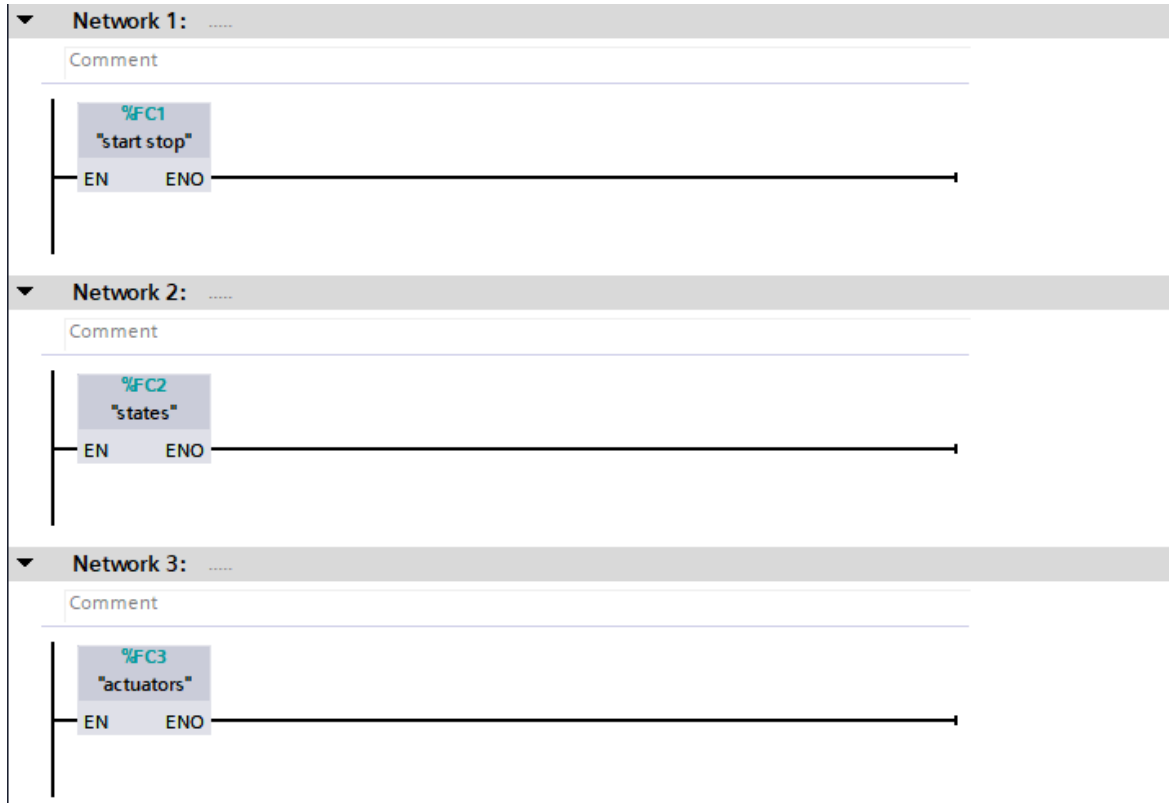 Network 1: .....
Comment
%FC1
"start stop"
EN ENO
Network 2: .....
Comment
%FC2
"states"
EN ENO
Network 3: .....
Comment
%FC3
"actuators"
EN ENO